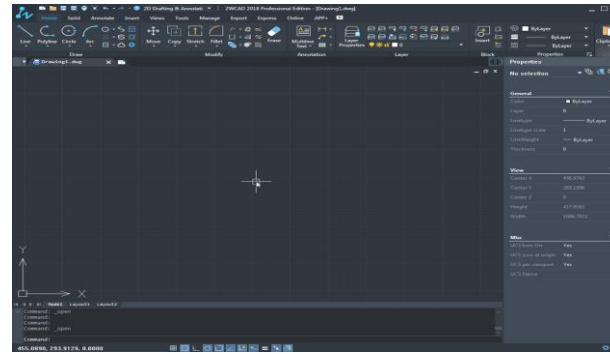 2D Drafting & Annotati ZWCAD 2018 Professional Edition- [Drawing1.dwg]
Home Solid Annotate Insert View Tools Manage Export Express Online APP+
Line Polyline Circle Arc Move Copy Stretch Fillet Erase Multiline Text Layer Properties Insert ByLayer
ByLayer
ByLayer
Clipbo
Draw Modify Annotation Layer Block Properties
Drawing1.dwg
Properties
No selection
General
Color ByLayer
Layer 0
Linetype ByLayer
Linetype scale 1
LineWeight ByLayer
Thickness 0
View
Center X
Center Y
Center Z 0
Height
Width
Misc
UCS Icon On Yes
UCS icon at origin Yes
UCS per viewport Yes
UCS Name
Y
X
Model Layout1 Layout2
Command: _open
Command:
Command:
Command: _open
Command:
455.0890, 293.9129, 0.0000